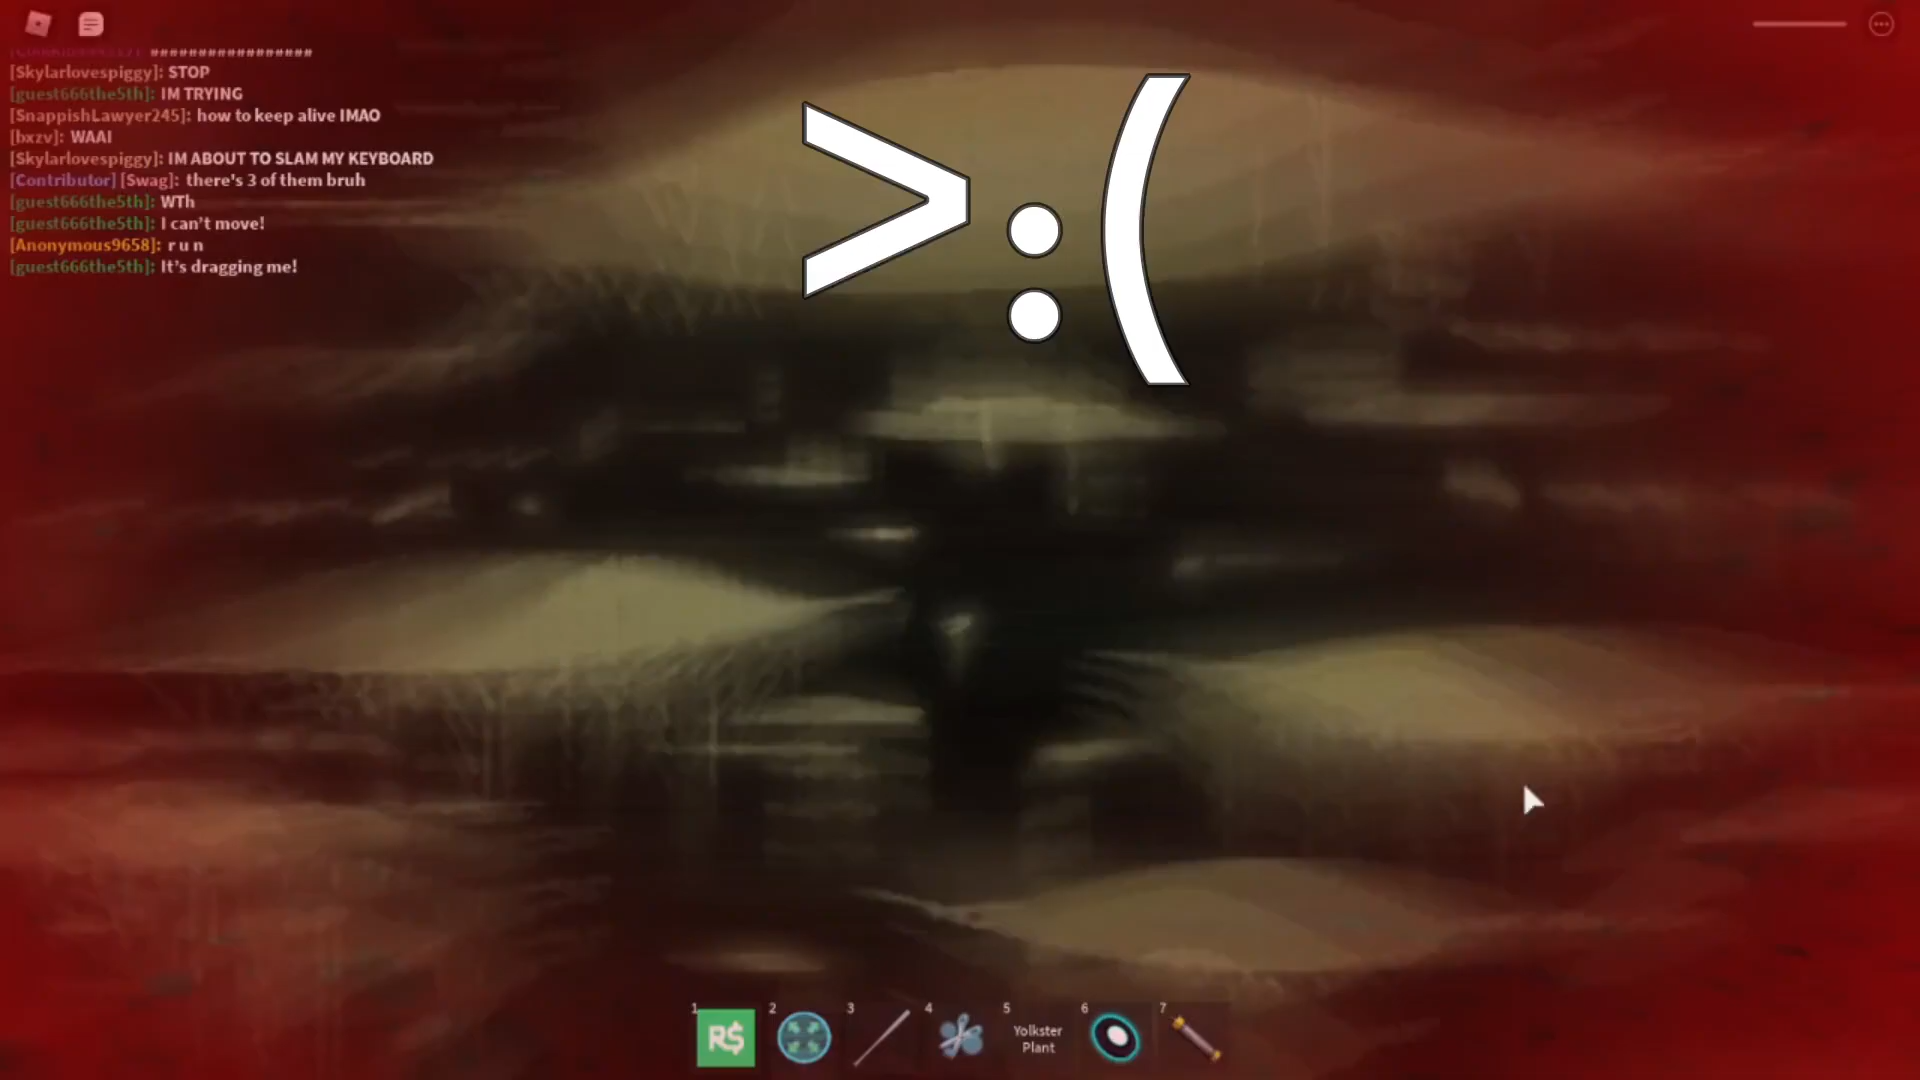 #################
[Skylarlovespiggy]: STOP
[guest666the5th]: IM TRYING
[SnappishLawyer245]: how to keep alive lMAO
[bxzv]: WAAI
[Skylarlovespiggy]: IM ABOUT TO SLAM MY KEYBOARD
[Contributor] [Swag]: there's 3 of them bruh
[guest666the5th]: WTh
[guest666the5th]: I can't move!
[Anonymous9658]: r u n
[guest666the5th]: It's dragging me!
>:(
1 2 3 4 5 6 7
R$
Yolkster
Plant